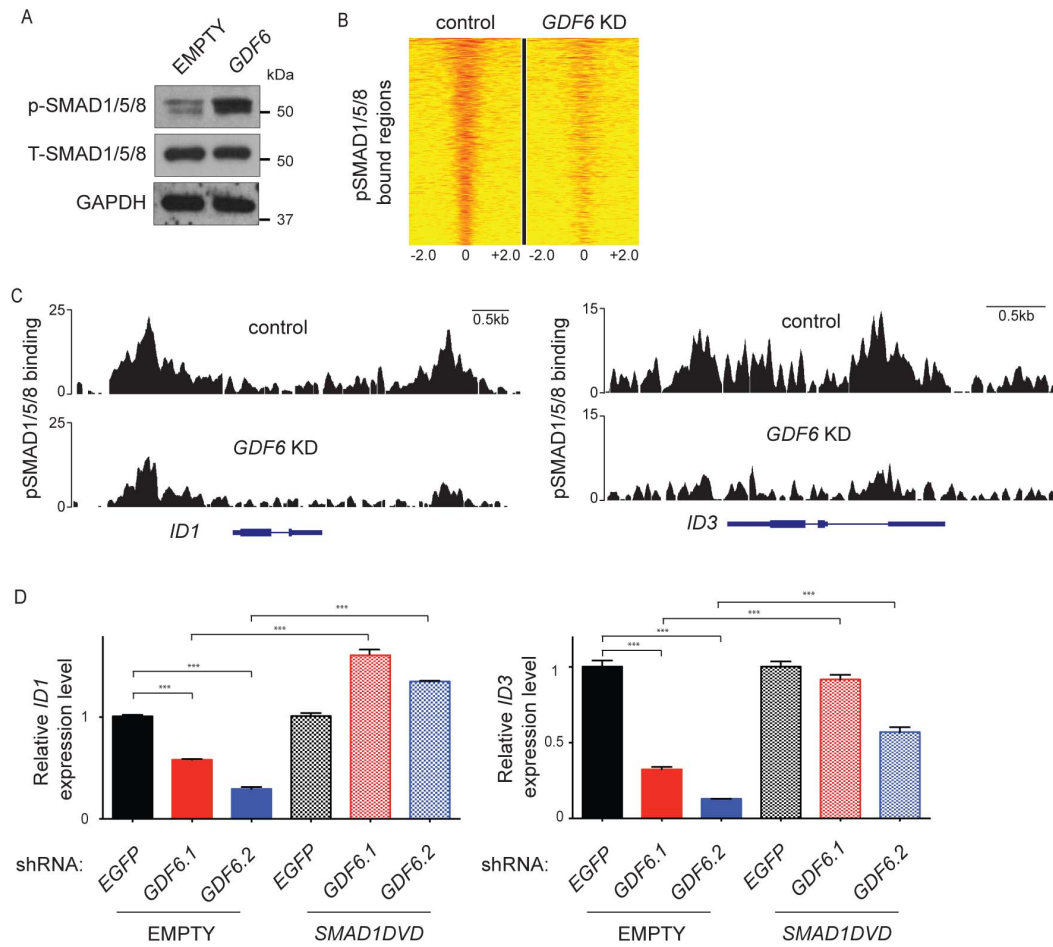 A
EMPTY
GDF6
kDa
p-SMAD1/5/8
50
T-SMAD1/5/8
50
GAPDH
37
B
control
GDF6 KD
pSMAD1/5/8
bound regions
-2.0 0 +2.0 -2.0 0 +2.0
C
pSMAD1/5/8 binding
25
0
control
0.5kb
25
0
GDF6 KD
ID1
pSMAD1/5/8 binding
15
0
control
0.5kb
15
0
GDF6 KD
ID3
D
Relative ID1
expression level
1
0
***
***
***
***
shRNA:
EGFP
GDF6.1
GDF6.2
EGFP
GDF6.1
GDF6.2
EMPTY
SMAD1DVD
Relative ID3
expression level
1
0.5
0
***
***
***
***
shRNA:
EGFP
GDF6.1
GDF6.2
EGFP
GDF6.1
GDF6.2
EMPTY
SMAD1DVD